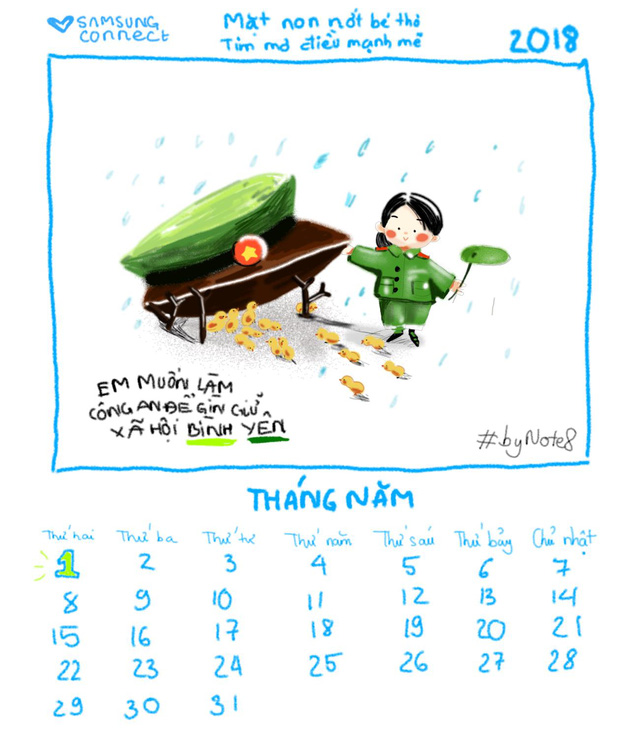 SAMSUNG
connect
Mặt non nớt bé thơ
Tim mơ điều mạnh mẽ
2018
EM MUỐN LÀM
CÔNG AN ĐỂ GÌN GIỮ
XÃ HỘI BÌNH YÊN
#byNote8
THÁNG NĂM
Thứ hai Thứ ba Thứ tư Thứ năm Thứ sáu Thứ bảy Chủ nhật
1 2 3 4 5 6 7
8 9 10 11 12 13 14
15 16 17 18 19 20 21
22 23 24 25 26 27 28
29 30 31